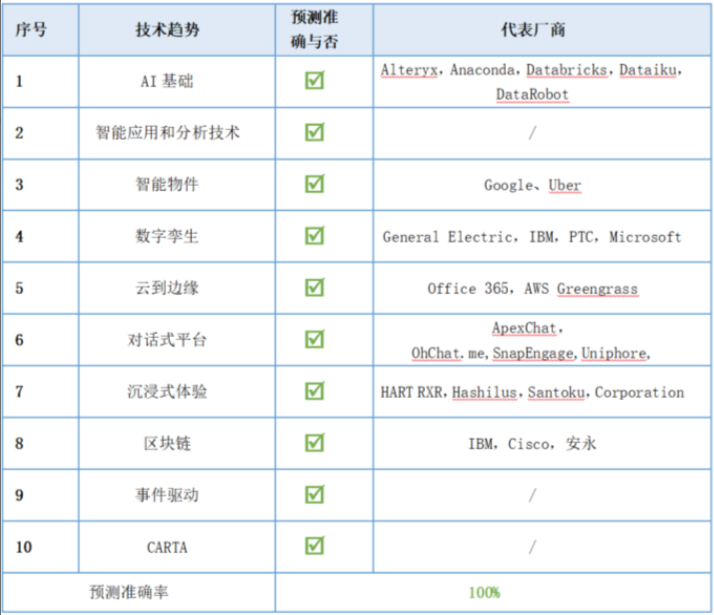 序号 技术趋势 预测准确与否 代表厂商
1 AI 基础 ☑ Alteryx，Anaconda，Databricks，Dataiku，
DataRobot
2 智能应用和分析技术 ☑ /
3 智能物件 ☑ Google、Uber
4 数字孪生 ☑ General Electric，IBM，PTC，Microsoft
5 云到边缘 ☑ Office 365，AWS Greengrass
6 对话式平台 ☑ ApexChat，
OhChat.me,SnapEngage,Uniphore,
7 沉浸式体验 ☑ HART RXR，Hashilus，Santoku，Corporation
8 区块链 ☑ IBM，Cisco，安永
9 事件驱动 ☑ /
10 CARTA ☑ /
预测准确率 100%